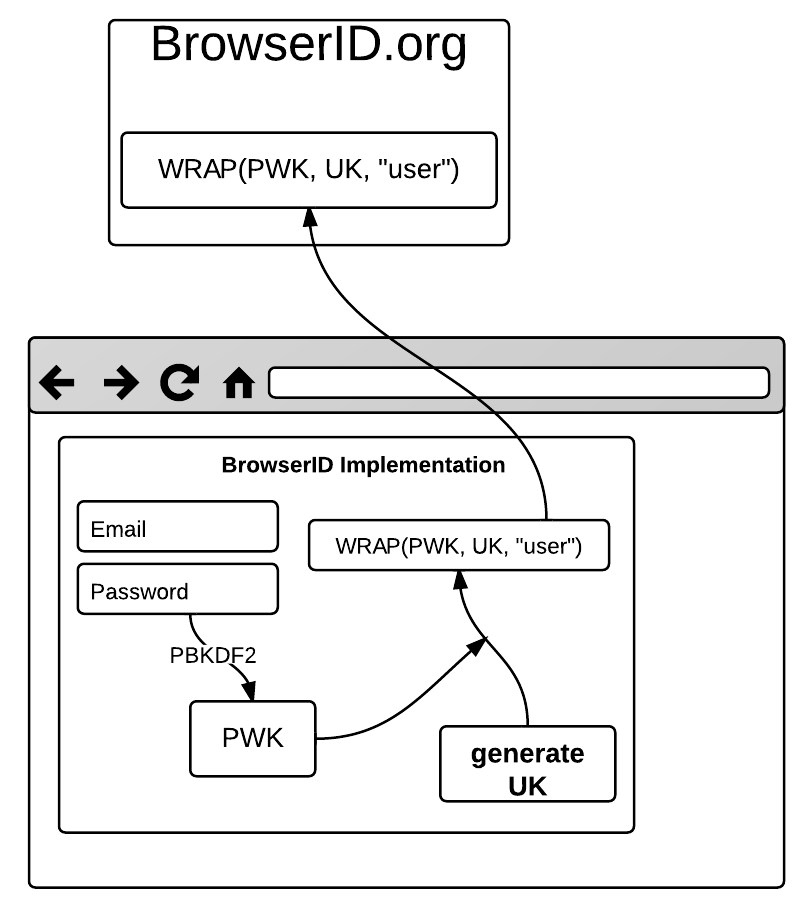 BrowserID.org
WRAP(PWK, UK, "user")
BrowserID Implementation
Email
WRAP(PWK, UK, "user")
Password
PBKDF2
PWK
generate
UK